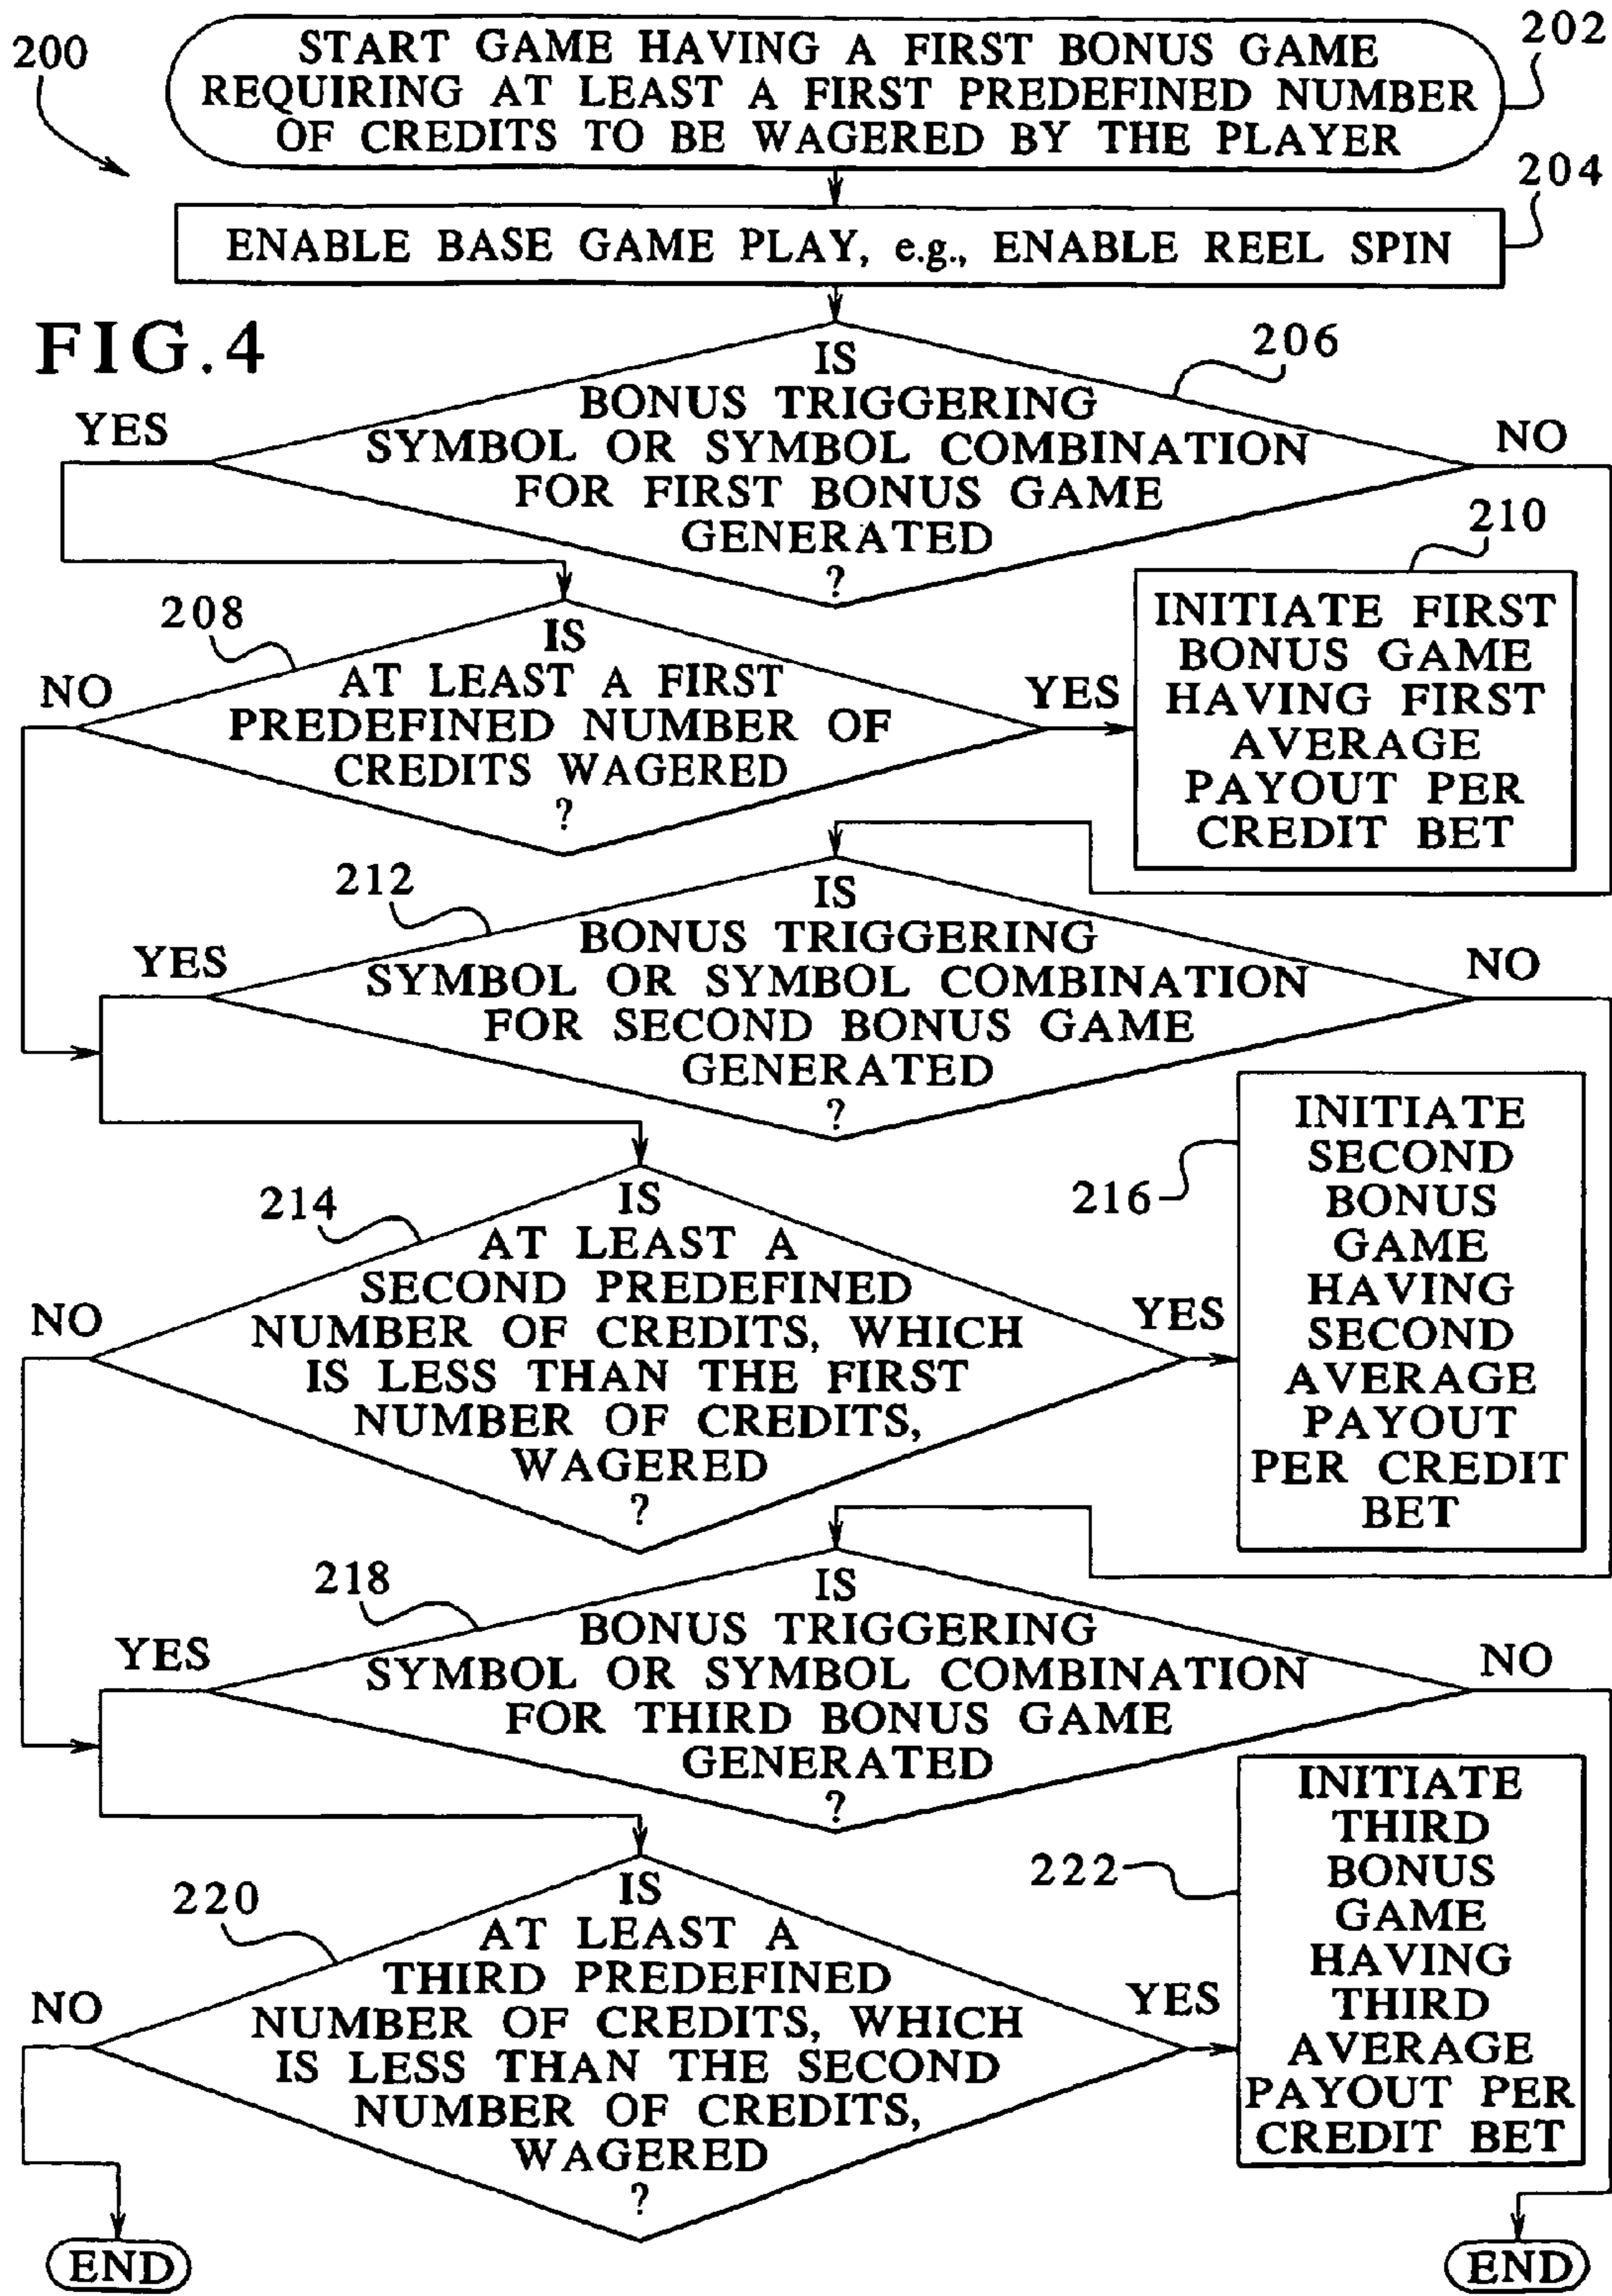 200
START GAME HAVING A FIRST BONUS GAME
REQUIRING AT LEAST A FIRST PREDEFINED NUMBER
OF CREDITS TO BE WAGERED BY THE PLAYER
202
204
ENABLE BASE GAME PLAY, e.g., ENABLE REEL SPIN
FIG.4
206
IS
BONUS TRIGGERING
SYMBOL OR SYMBOL COMBINATION
FOR FIRST BONUS GAME
GENERATED
?
YES
NO
208
IS
AT LEAST A FIRST
PREDEFINED NUMBER OF
CREDITS WAGERED
?
NO
YES
210
INITIATE FIRST
BONUS GAME
HAVING FIRST
AVERAGE
PAYOUT PER
CREDIT BET
212
IS
BONUS TRIGGERING
SYMBOL OR SYMBOL COMBINATION
FOR SECOND BONUS GAME
GENERATED
?
YES
NO
214
IS
AT LEAST A
SECOND PREDEFINED
NUMBER OF CREDITS, WHICH
IS LESS THAN THE FIRST
NUMBER OF CREDITS,
WAGERED
?
NO
YES
216
INITIATE
SECOND
BONUS
GAME
HAVING
SECOND
AVERAGE
PAYOUT
PER CREDIT
BET
218
IS
BONUS TRIGGERING
SYMBOL OR SYMBOL COMBINATION
FOR THIRD BONUS GAME
GENERATED
?
YES
NO
220
IS
AT LEAST A
THIRD PREDEFINED
NUMBER OF CREDITS, WHICH
IS LESS THAN THE SECOND
NUMBER OF CREDITS,
WAGERED
?
NO
YES
222
INITIATE
THIRD
BONUS
GAME
HAVING
THIRD
AVERAGE
PAYOUT PER
CREDIT BET
END
END